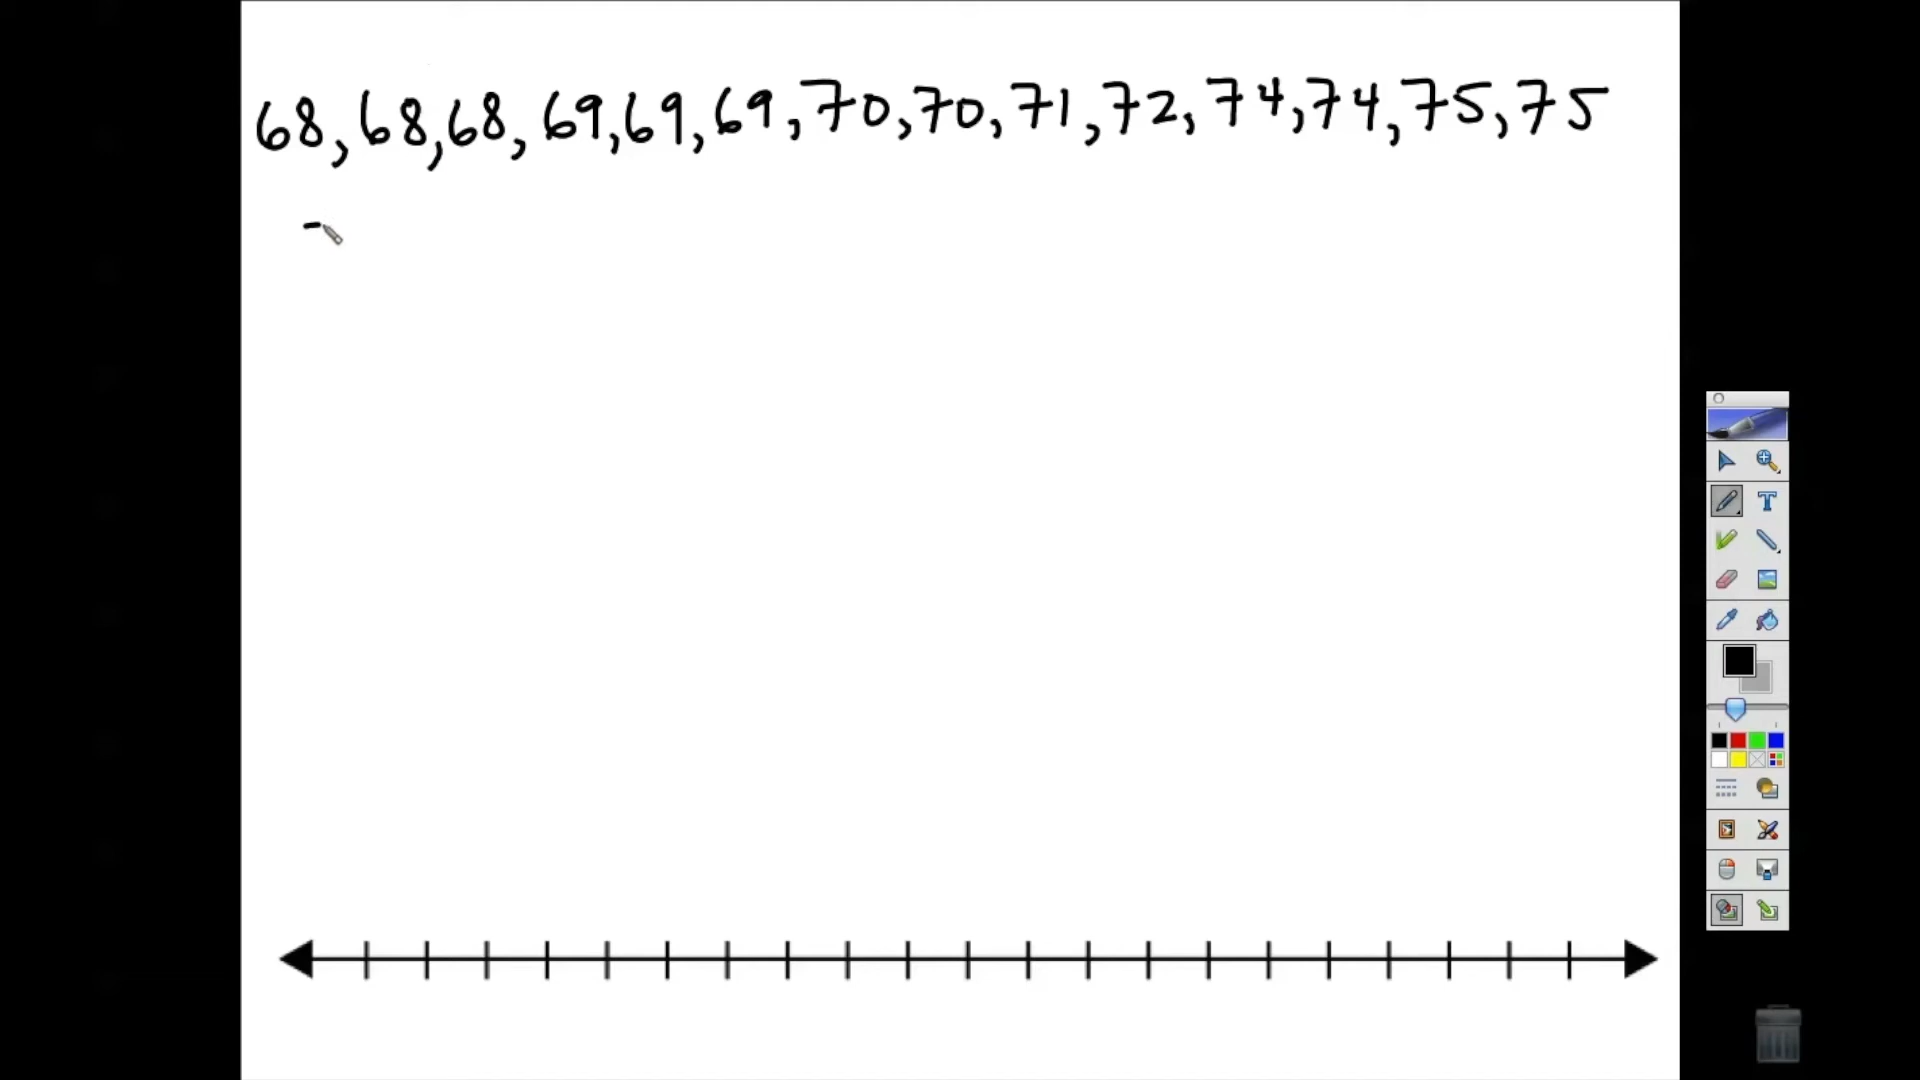 68, 68, 68, 69, 69, 69, 70, 70, 71, 72, 74, 74, 75, 75